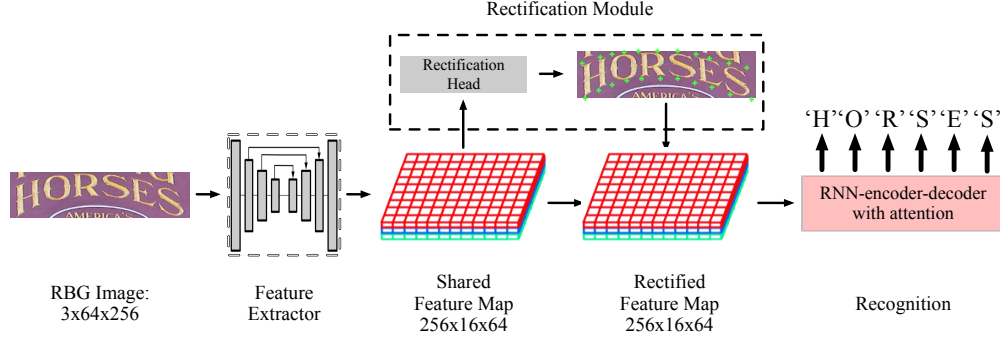 Rectification Module
Rectification
Head
HORSES
AMERICA'S
'H' 'O' 'R' 'S' 'E' 'S'
HORSES
AMERICA'S
RNN-encoder-decoder
with attention
RBG Image:
3x64x256
Feature
Extractor
Shared
Feature Map
256x16x64
Rectified
Feature Map
256x16x64
Recognition